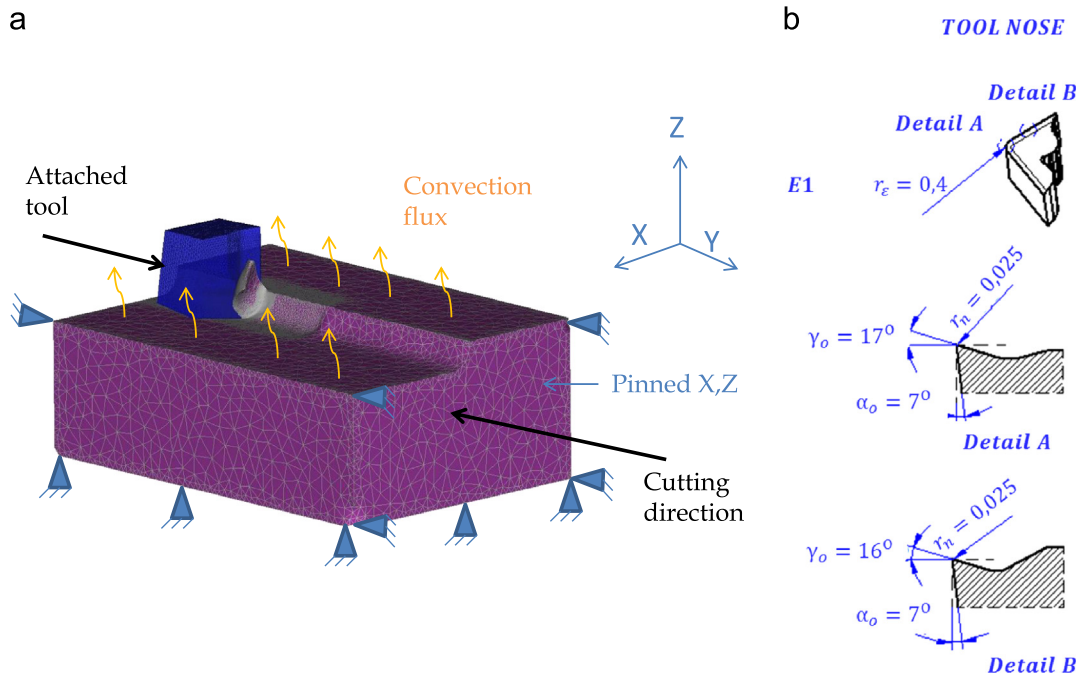 a
Attached
tool
Convection
flux
Z
X
Y
Pinned X,Z
Cutting
direction
b
TOOL NOSE
Detail B
Detail A
E1
rε = 0,4
rn = 0,025
γo = 17o
αo = 7o
Detail A
rn = 0,025
γo = 16o
αo = 7o
Detail B